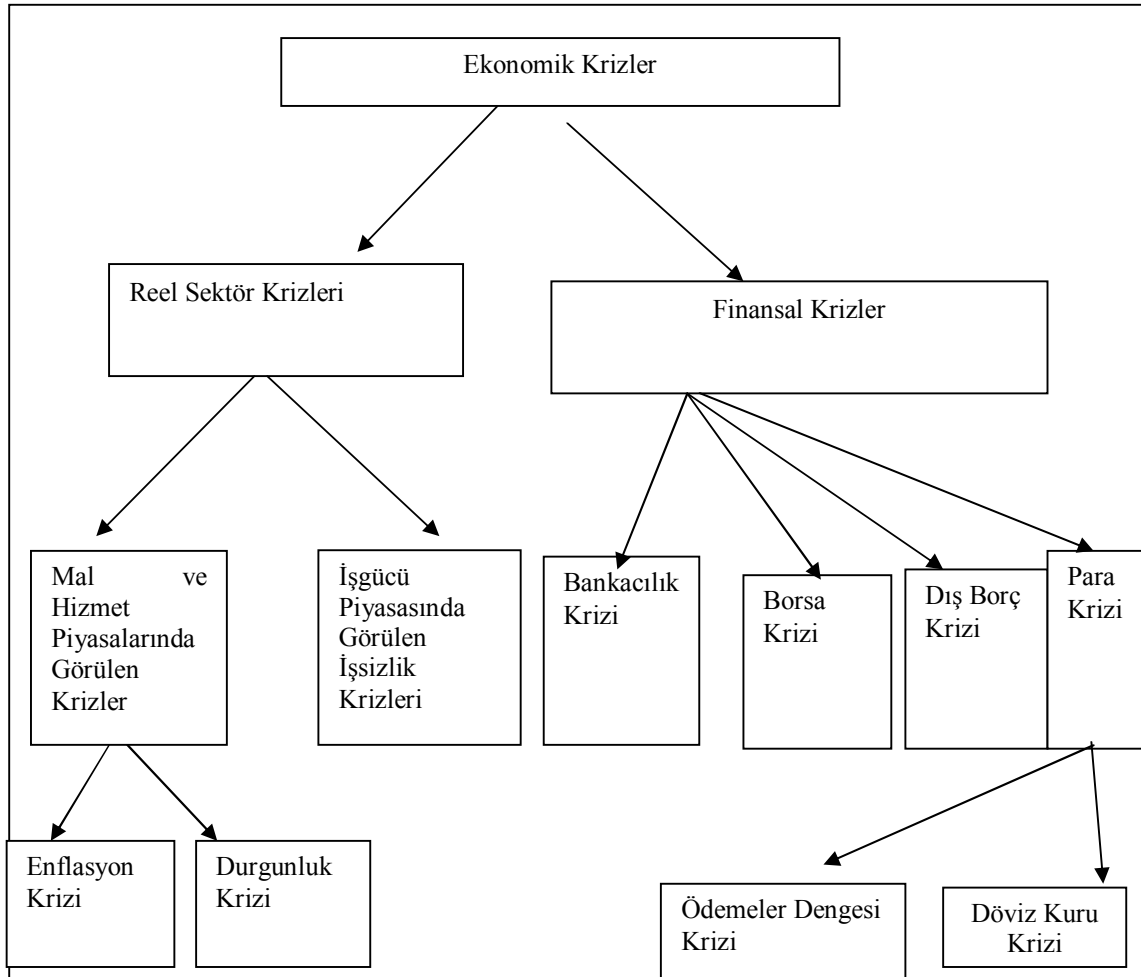 Ekonomik Krizler
Reel Sektör Krizleri
Finansal Krizler
Mal ve
Hizmet
Piyasalarında
Görülen
Krizler
İşgücü
Piyasasında
Görülen
İşsizlik
Krizleri
Bankacılık
Krizi
Borsa
Krizi
Dış Borç
Krizi
Para
Krizi
Enflasyon
Krizi
Durgunluk
Krizi
Ödemeler Dengesi
Krizi
Döviz Kuru
Krizi